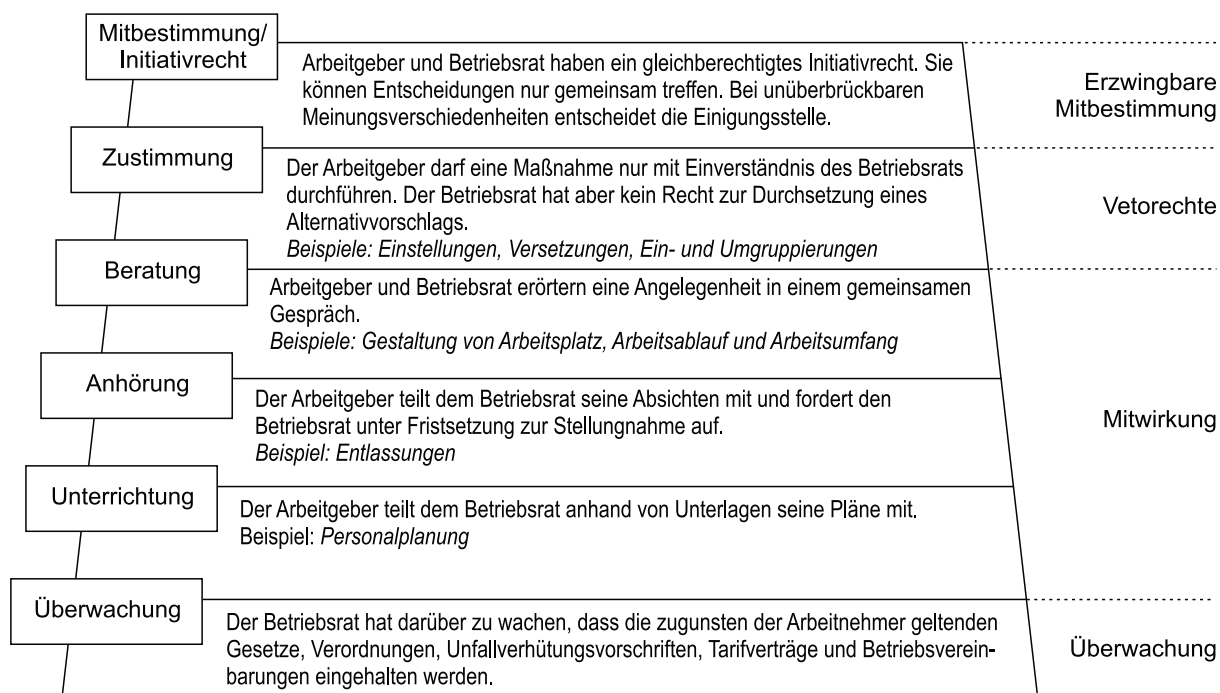 Mitbestimmung/
Initiativrecht
Arbeitgeber und Betriebsrat haben ein gleichberechtigtes Initiativrecht. Sie
können Entscheidungen nur gemeinsam treffen. Bei unüberbrückbaren
Meinungsverschiedenheiten entscheidet die Einigungsstelle.
Erzwingbare
Mitbestimmung
Zustimmung
Der Arbeitgeber darf eine Maßnahme nur mit Einverständnis des Betriebsrats
durchführen. Der Betriebsrat hat aber kein Recht zur Durchsetzung eines
Alternativvorschlags.
Beispiele: Einstellungen, Versetzungen, Ein- und Umgruppierungen
Vetorechte
Beratung
Arbeitgeber und Betriebsrat erörtern eine Angelegenheit in einem gemeinsamen
Gespräch.
Beispiele: Gestaltung von Arbeitsplatz, Arbeitsablauf und Arbeitsumfang
Anhörung
Der Arbeitgeber teilt dem Betriebsrat seine Absichten mit und fordert den
Betriebsrat unter Fristsetzung zur Stellungnahme auf.
Beispiel: Entlassungen
Mitwirkung
Unterrichtung
Der Arbeitgeber teilt dem Betriebsrat anhand von Unterlagen seine Pläne mit.
Beispiel: Personalplanung
Überwachung
Der Betriebsrat hat darüber zu wachen, dass die zugunsten der Arbeitnehmer geltenden
Gesetze, Verordnungen, Unfallverhütungsvorschriften, Tarifverträge und Betriebsverein-
barungen eingehalten werden.
Überwachung